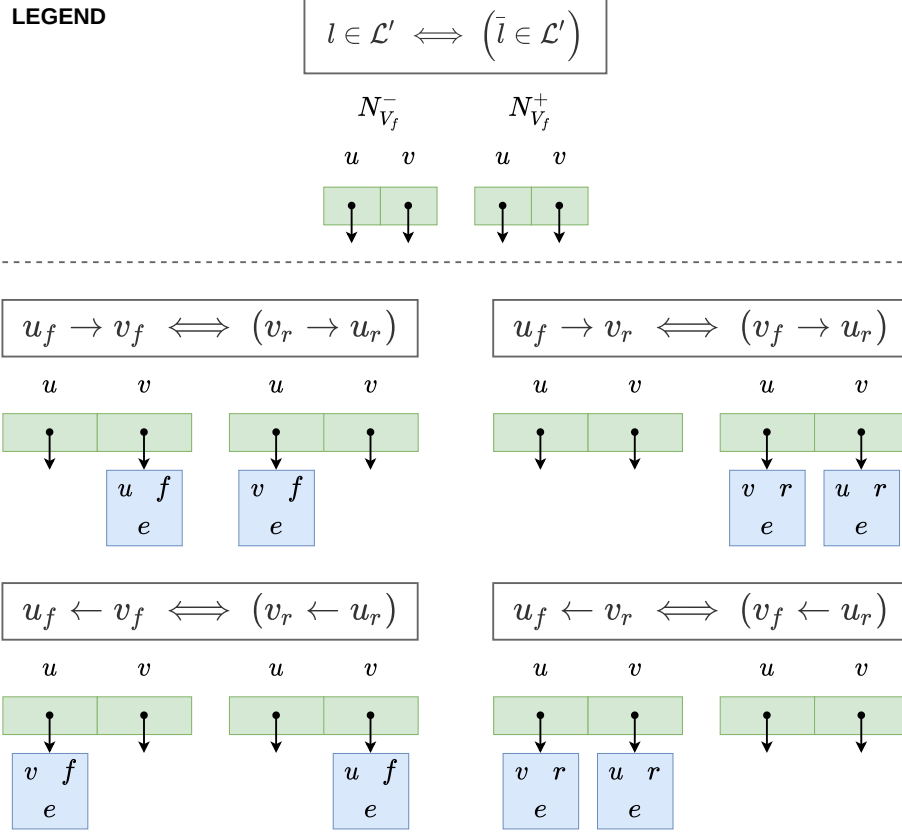 LEGEND
l ∈ ℒ′ ⟺ (l̄ ∈ ℒ′)
N⁻_{V_f} N⁺_{V_f}
u v u v
u_f → v_f ⟺ (v_r → u_r) u_f → v_r ⟺ (v_f → u_r)
u v u v u v u v
u f v f v r u r
e e e e
u_f ← v_f ⟺ (v_r ← u_r) u_f ← v_r ⟺ (v_f ← u_r)
u v u v u v u v
v f u f v r u r
e e e e